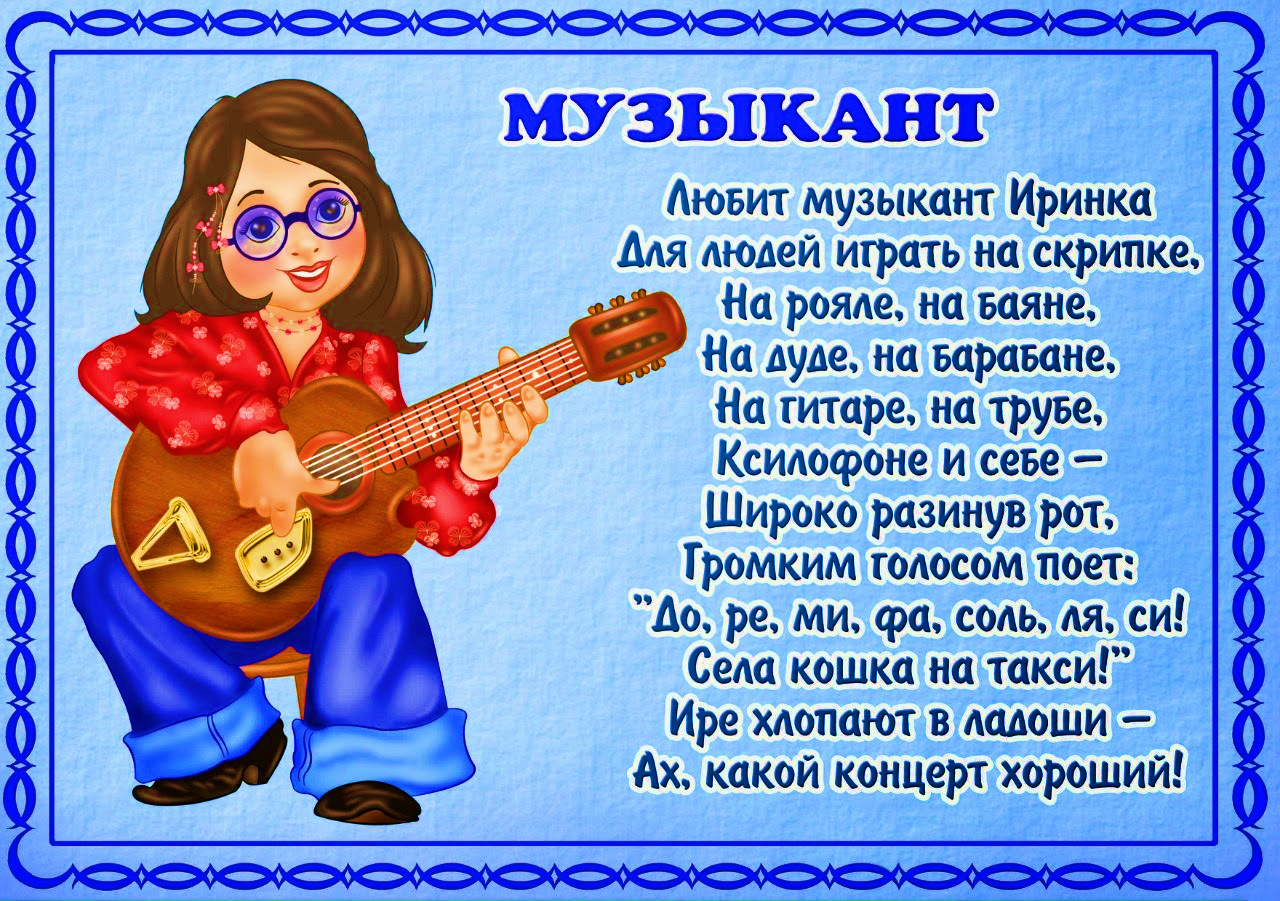 МУЗЫКАНТ
Любит музыкант Иринка
Для людей играть на скрипке,
На рояле, на баяне,
На дуде, на барабане,
На гитаре, на трубе,
Ксилофоне и себе –
Широко разинув рот,
Громким голосом поет:
"До, ре, ми, фа, соль, ля, си!
Села кошка на такси!"
Ире хлопают в ладоши –
Ах, какой концерт хороший!